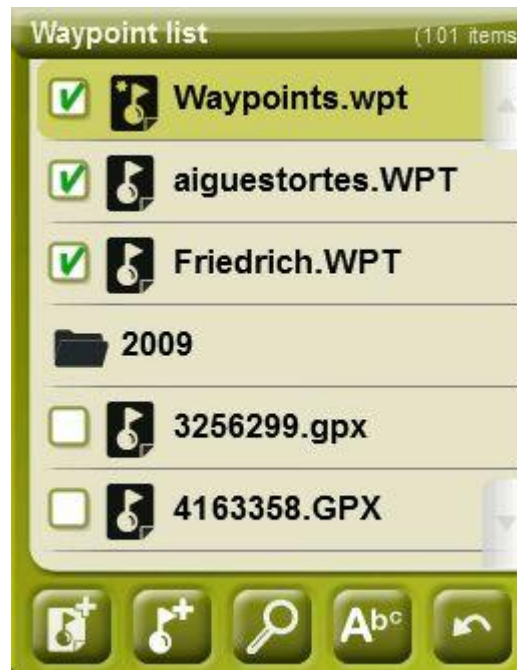 Waypoint list (101 items
Waypoints.wpt
aiguestortes.WPT
Friedrich.WPT
2009
3256299.gpx
4163358.GPX
Abc